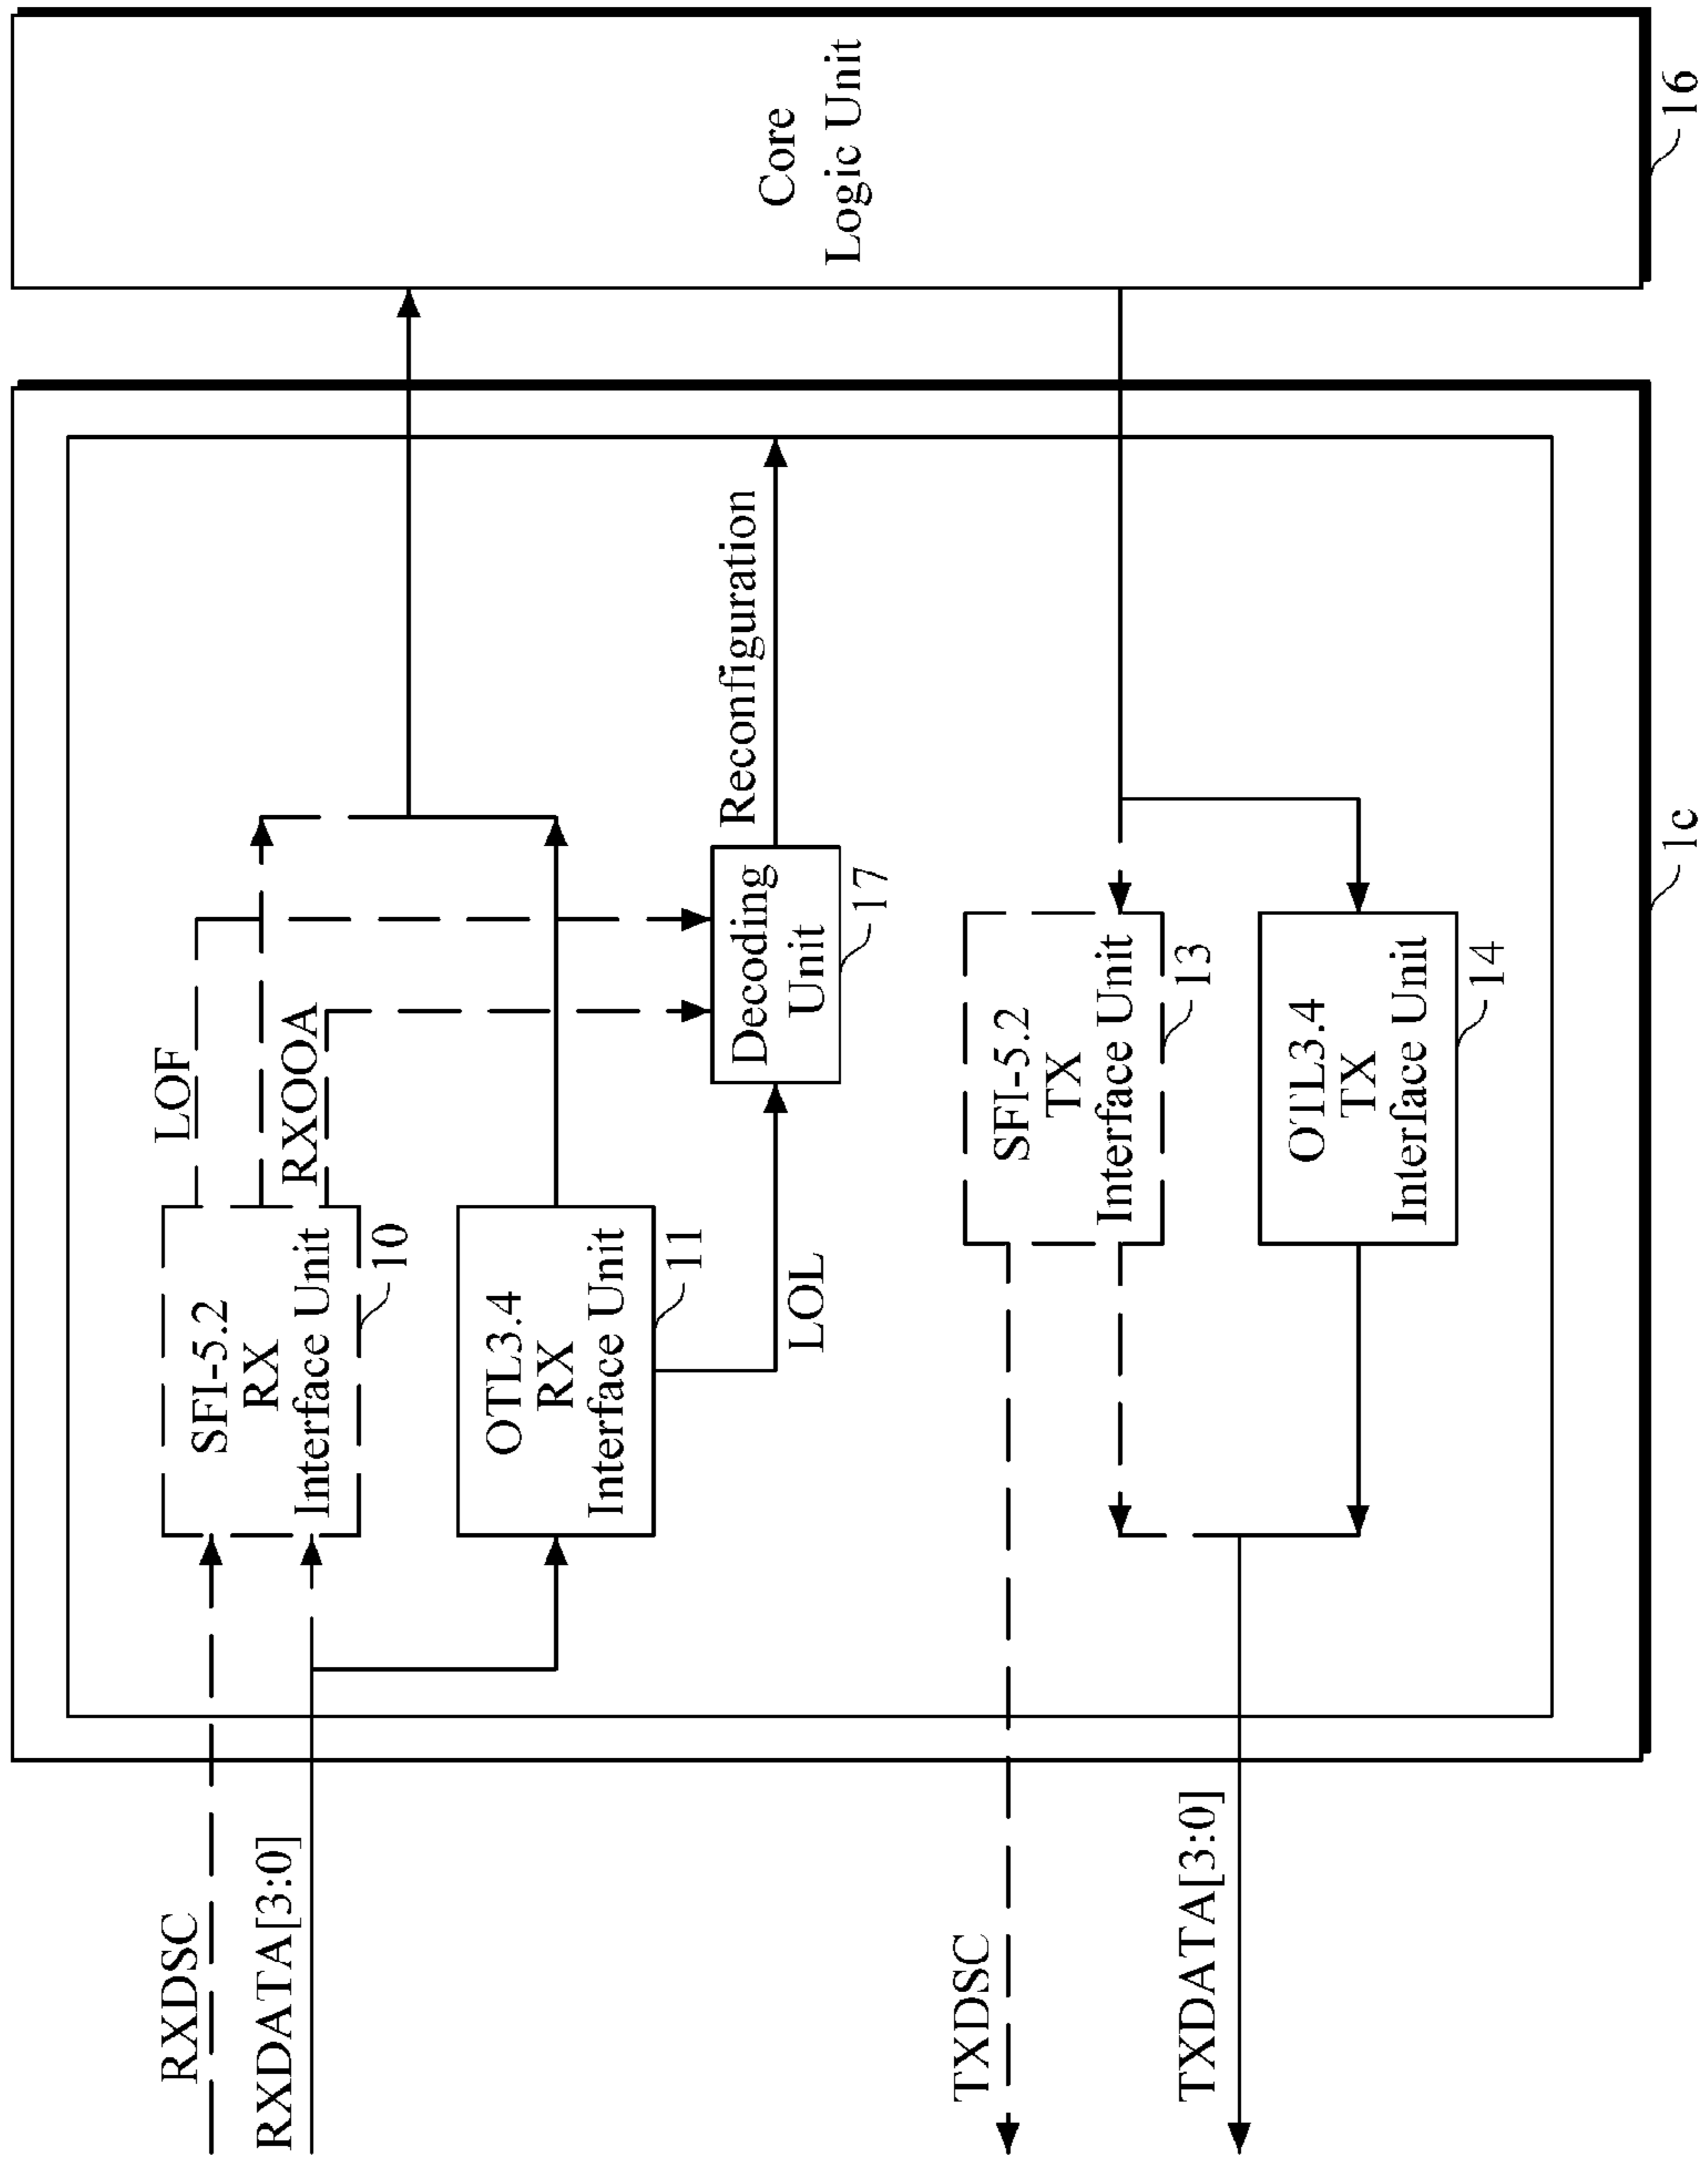 RXDSC
RXDATA[3:0]
SFI-5.2
RX
Interface Unit
10
LOF
RXOOA
OTL3.4
RX
Interface Unit
11
LOL
Decoding
Unit
17
Reconfiguration
TXDSC
TXDATA[3:0]
SFI-5.2
TX
Interface Unit
13
OTL3.4
TX
Interface Unit
14
1c
Core
Logic Unit
16